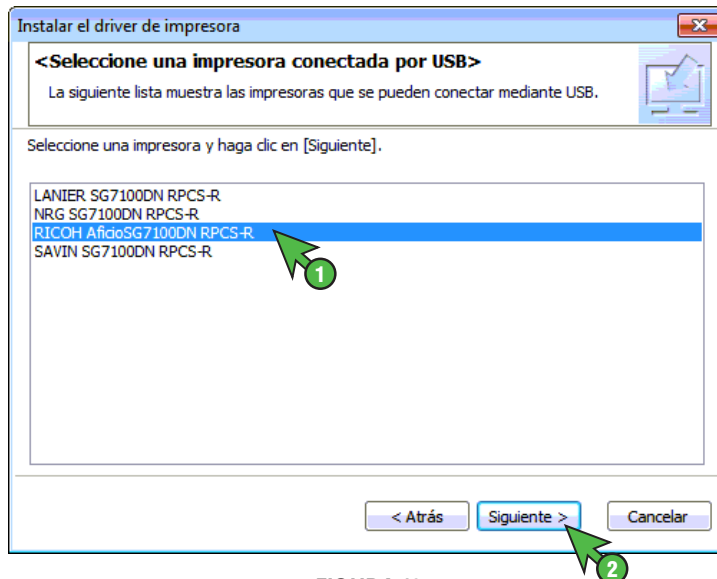 Instalar el driver de impresora
<Seleccione una impresora conectada por USB>
La siguiente lista muestra las impresoras que se pueden conectar mediante USB.
Seleccione una impresora y haga clic en [Siguiente].
LANIER SG7100DN RPCS-R
NRG SG7100DN RPCS-R
RICOH AficioSG7100DN RPCS-R
SAVIN SG7100DN RPCS-R
1
< Atrás Siguiente > Cancelar
2